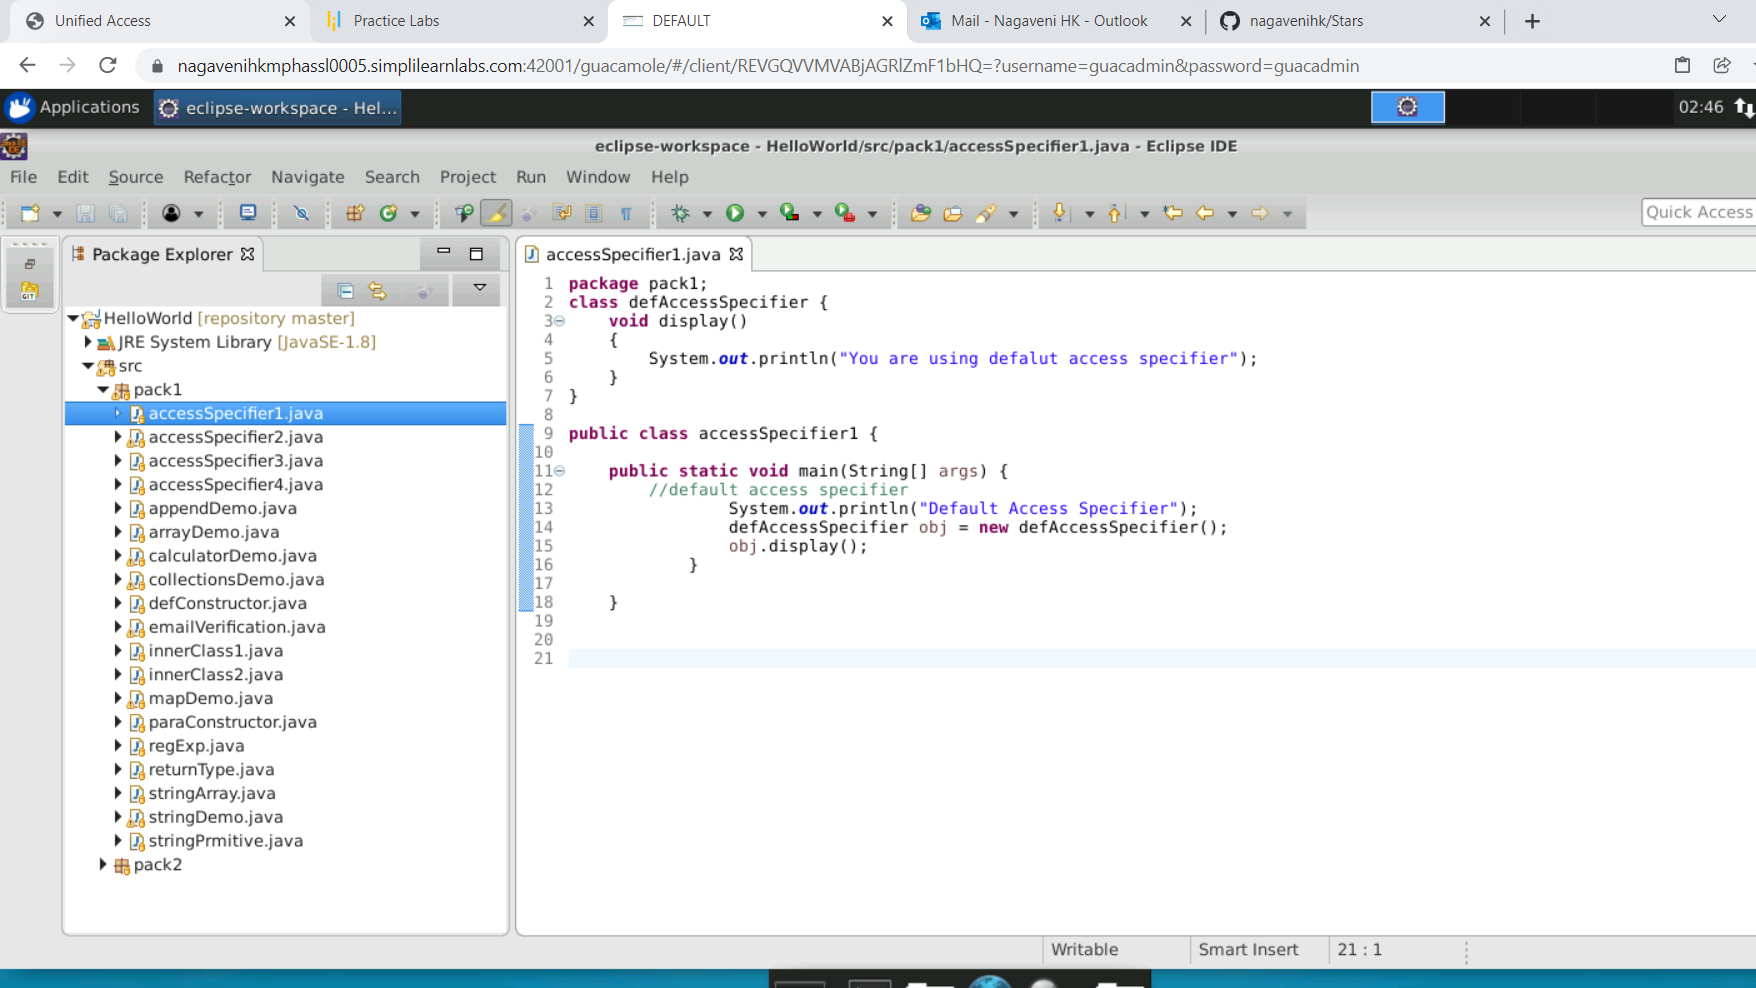 Unified Access
Practice Labs
DEFAULT
Mail - Nagaveni HK - Outlook
nagavenihk/Stars
nagavenihkmphassl0005.simplilearnlabs.com:42001/guacamole/#/client/REVGQVVMVABjAGRlZmF1bHQ=?username=guacadmin&password=guacadmin
Applications
eclipse-workspace - Hel...
02:46
eclipse-workspace - HelloWorld/src/pack1/accessSpecifier1.java - Eclipse IDE
File Edit Source Refactor Navigate Search Project Run Window Help
Quick Access
Package Explorer
GIT
HelloWorld [repository master]
JRE System Library [JavaSE-1.8]
src
pack1
accessSpecifier1.java
accessSpecifier2.java
accessSpecifier3.java
accessSpecifier4.java
appendDemo.java
arrayDemo.java
calculatorDemo.java
collectionsDemo.java
defConstructor.java
emailVerification.java
innerClass1.java
innerClass2.java
mapDemo.java
paraConstructor.java
regExp.java
returnType.java
stringArray.java
stringDemo.java
stringPrmitive.java
pack2
accessSpecifier1.java
1 package pack1;
2 class defAccessSpecifier {
3 void display()
4 {
5 System.out.println("You are using defalut access specifier");
6 }
7 }
8
9 public class accessSpecifier1 {
10
11 public static void main(String[] args) {
12 //default access specifier
13 System.out.println("Default Access Specifier");
14 defAccessSpecifier obj = new defAccessSpecifier();
15 obj.display();
16 }
17
18 }
19
20
21
Writable
Smart Insert
21 : 1